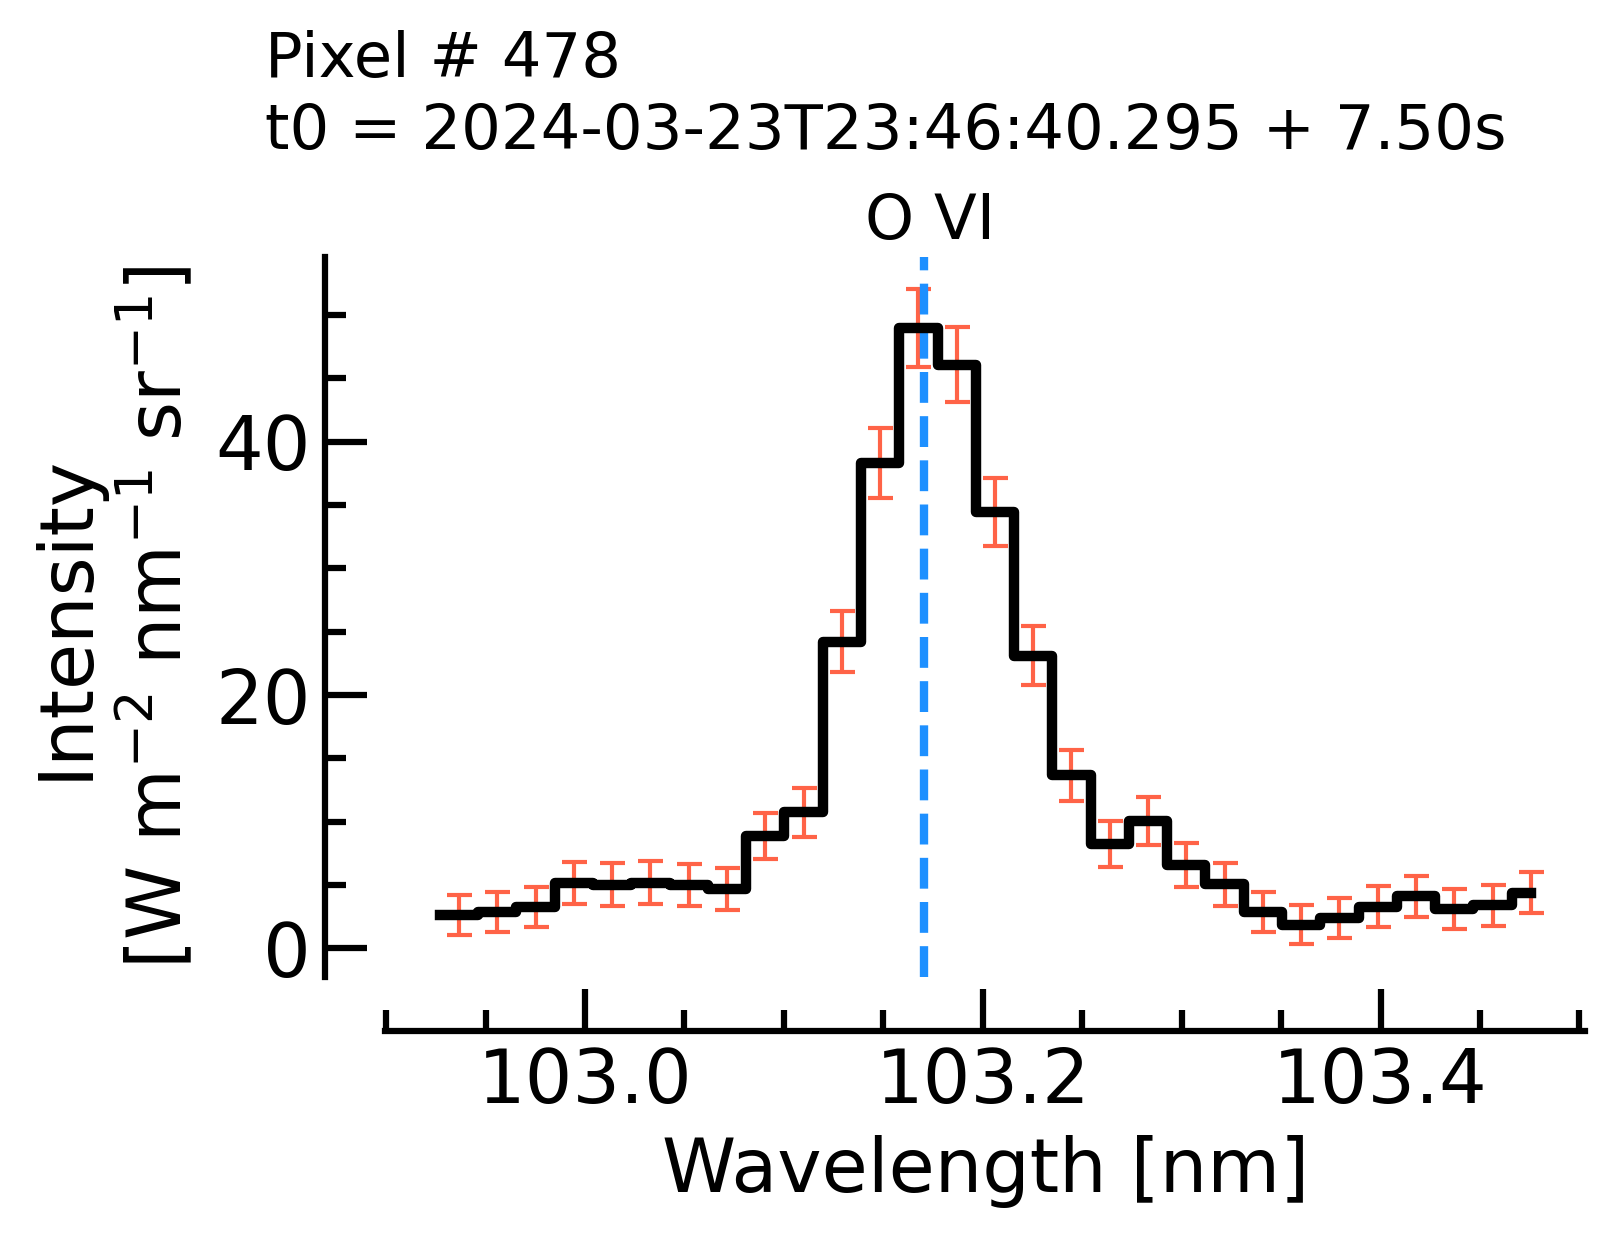 Pixel # 478
t0 = 2024-03-23T23:46:40.295 + 7.50s
O VI
Intensity
[W m⁻² nm⁻¹ sr⁻¹]
40
20
0
103.0 103.2 103.4
Wavelength [nm]